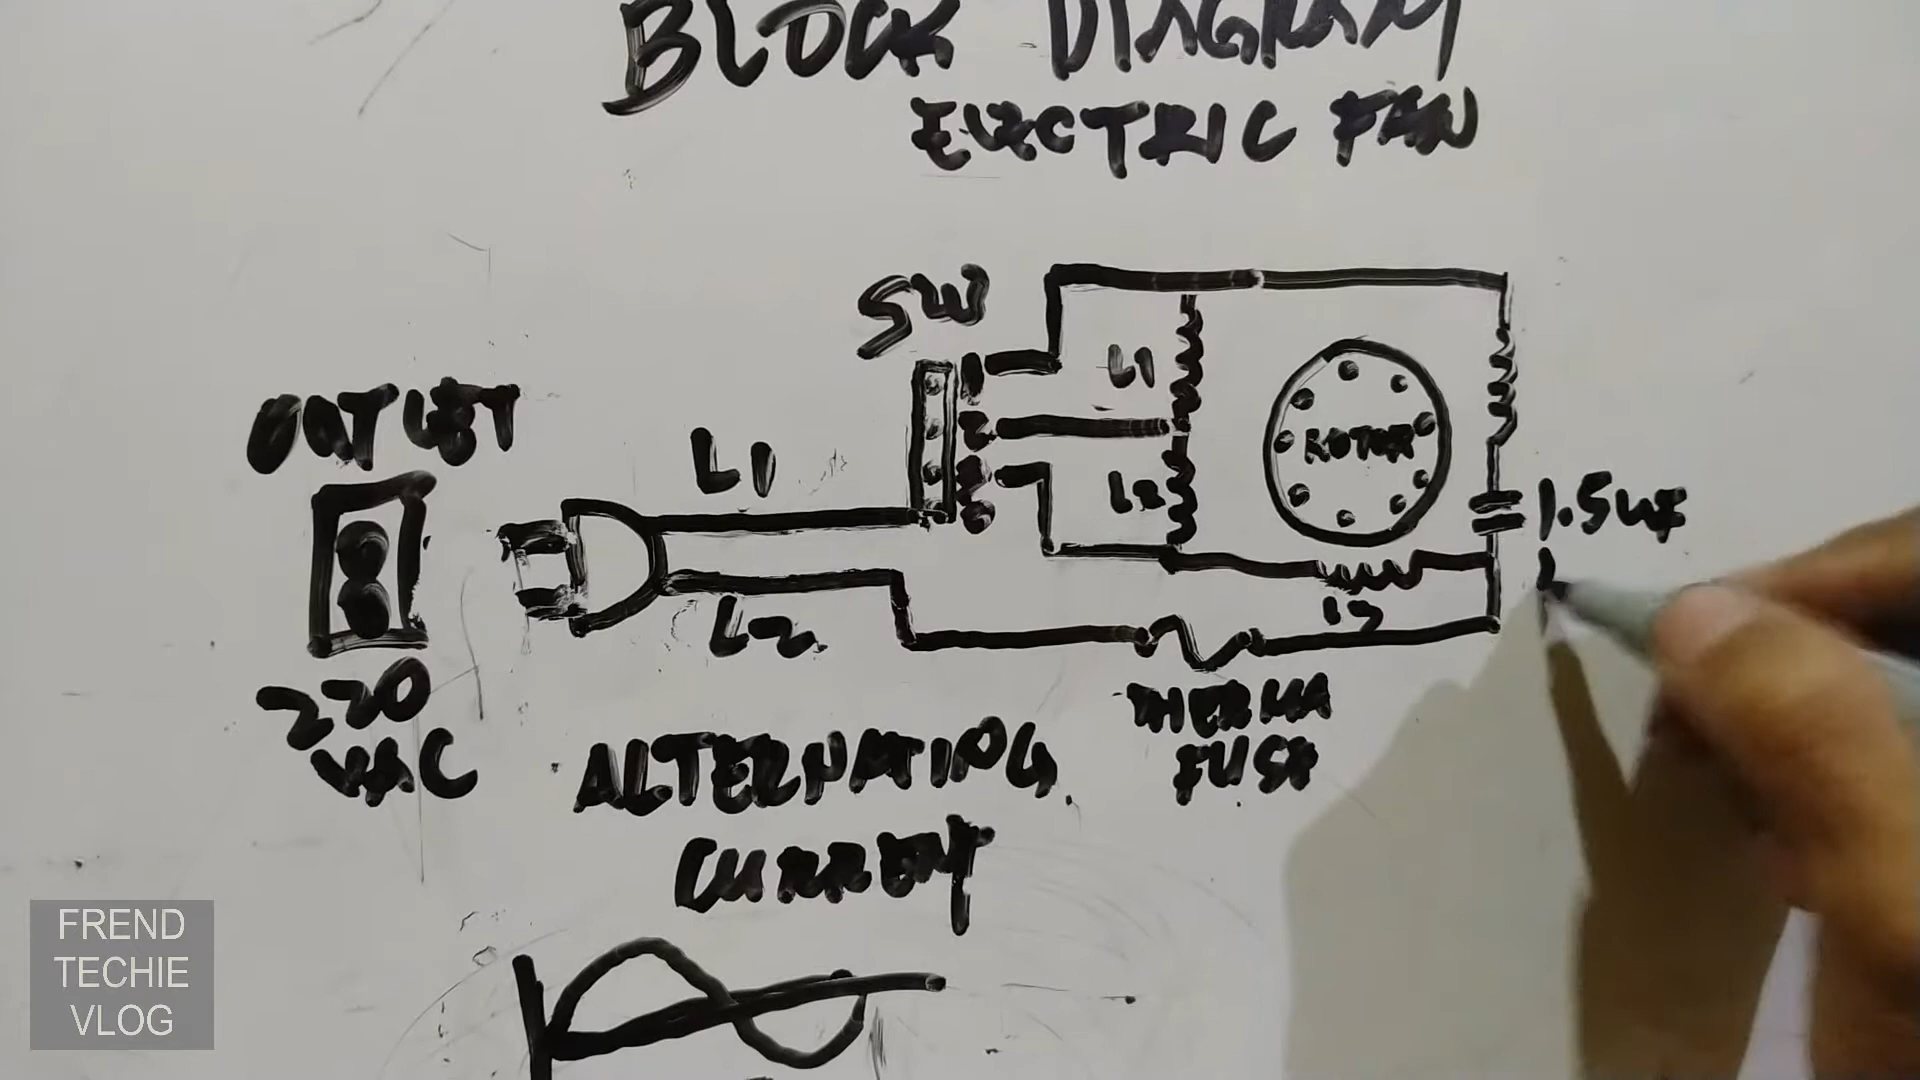 BLOCK DIAGRAM
ELECTRIC FAN
SW
OUTLET
L1
1
2
3
0
L1
L2
ROTOR
1.5uf
L2
L3
220
VAC
THERMA
FUSE
ALTERNATING
CURRENT
FREND
TECHIE
VLOG